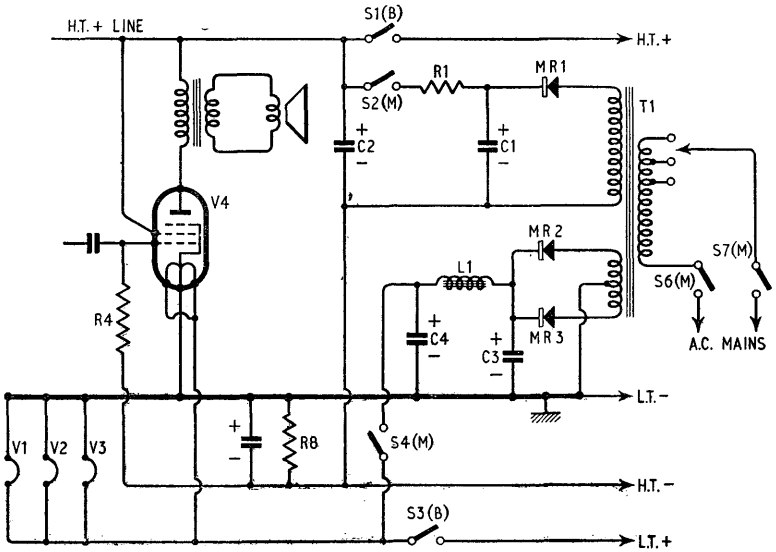 S1(B)
H.T.+ LINE
H.T.+
S2(M)
R1
MR1
T1
+
C2
−
+
C1
−
V4
MR2
S7(M)
L1
S6(M)
R4
+
C4
−
+
C3
−
MR3
A.C. MAINS
L.T.−
V1
V2
V3
+
−
R8
S4(M)
H.T.−
S3(B)
L.T.+